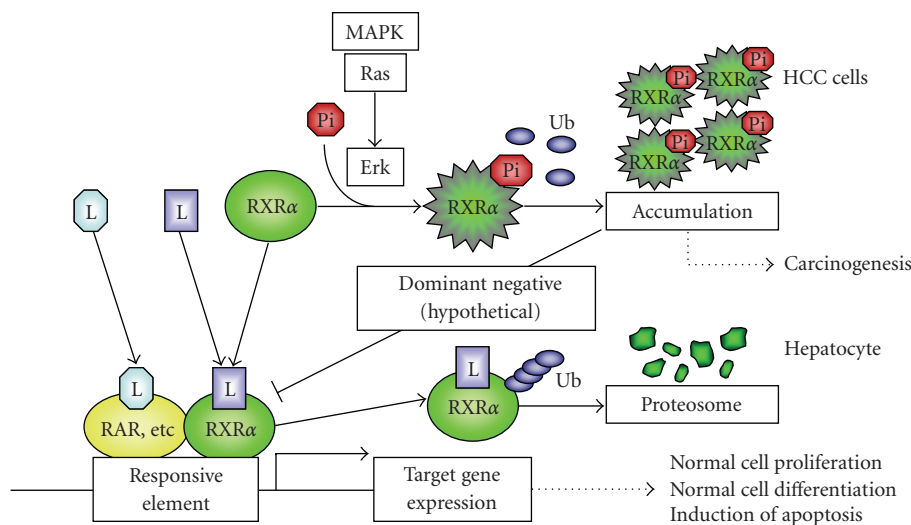 MAPK
Ras
Erk
Pi
Pi
Ub
Pi
RXRα
Pi
RXRα
Pi
RXRα
Pi
RXRα
HCC cells
L
L
RXRα
RXRα
Accumulation
Carcinogenesis
Dominant negative
(hypothetical)
Hepatocyte
L
Ub
RXRα
Proteosome
L
L
RAR, etc
RXRα
Responsive
element
Target gene
expression
Normal cell proliferation
Normal cell differentiation
Induction of apoptosis